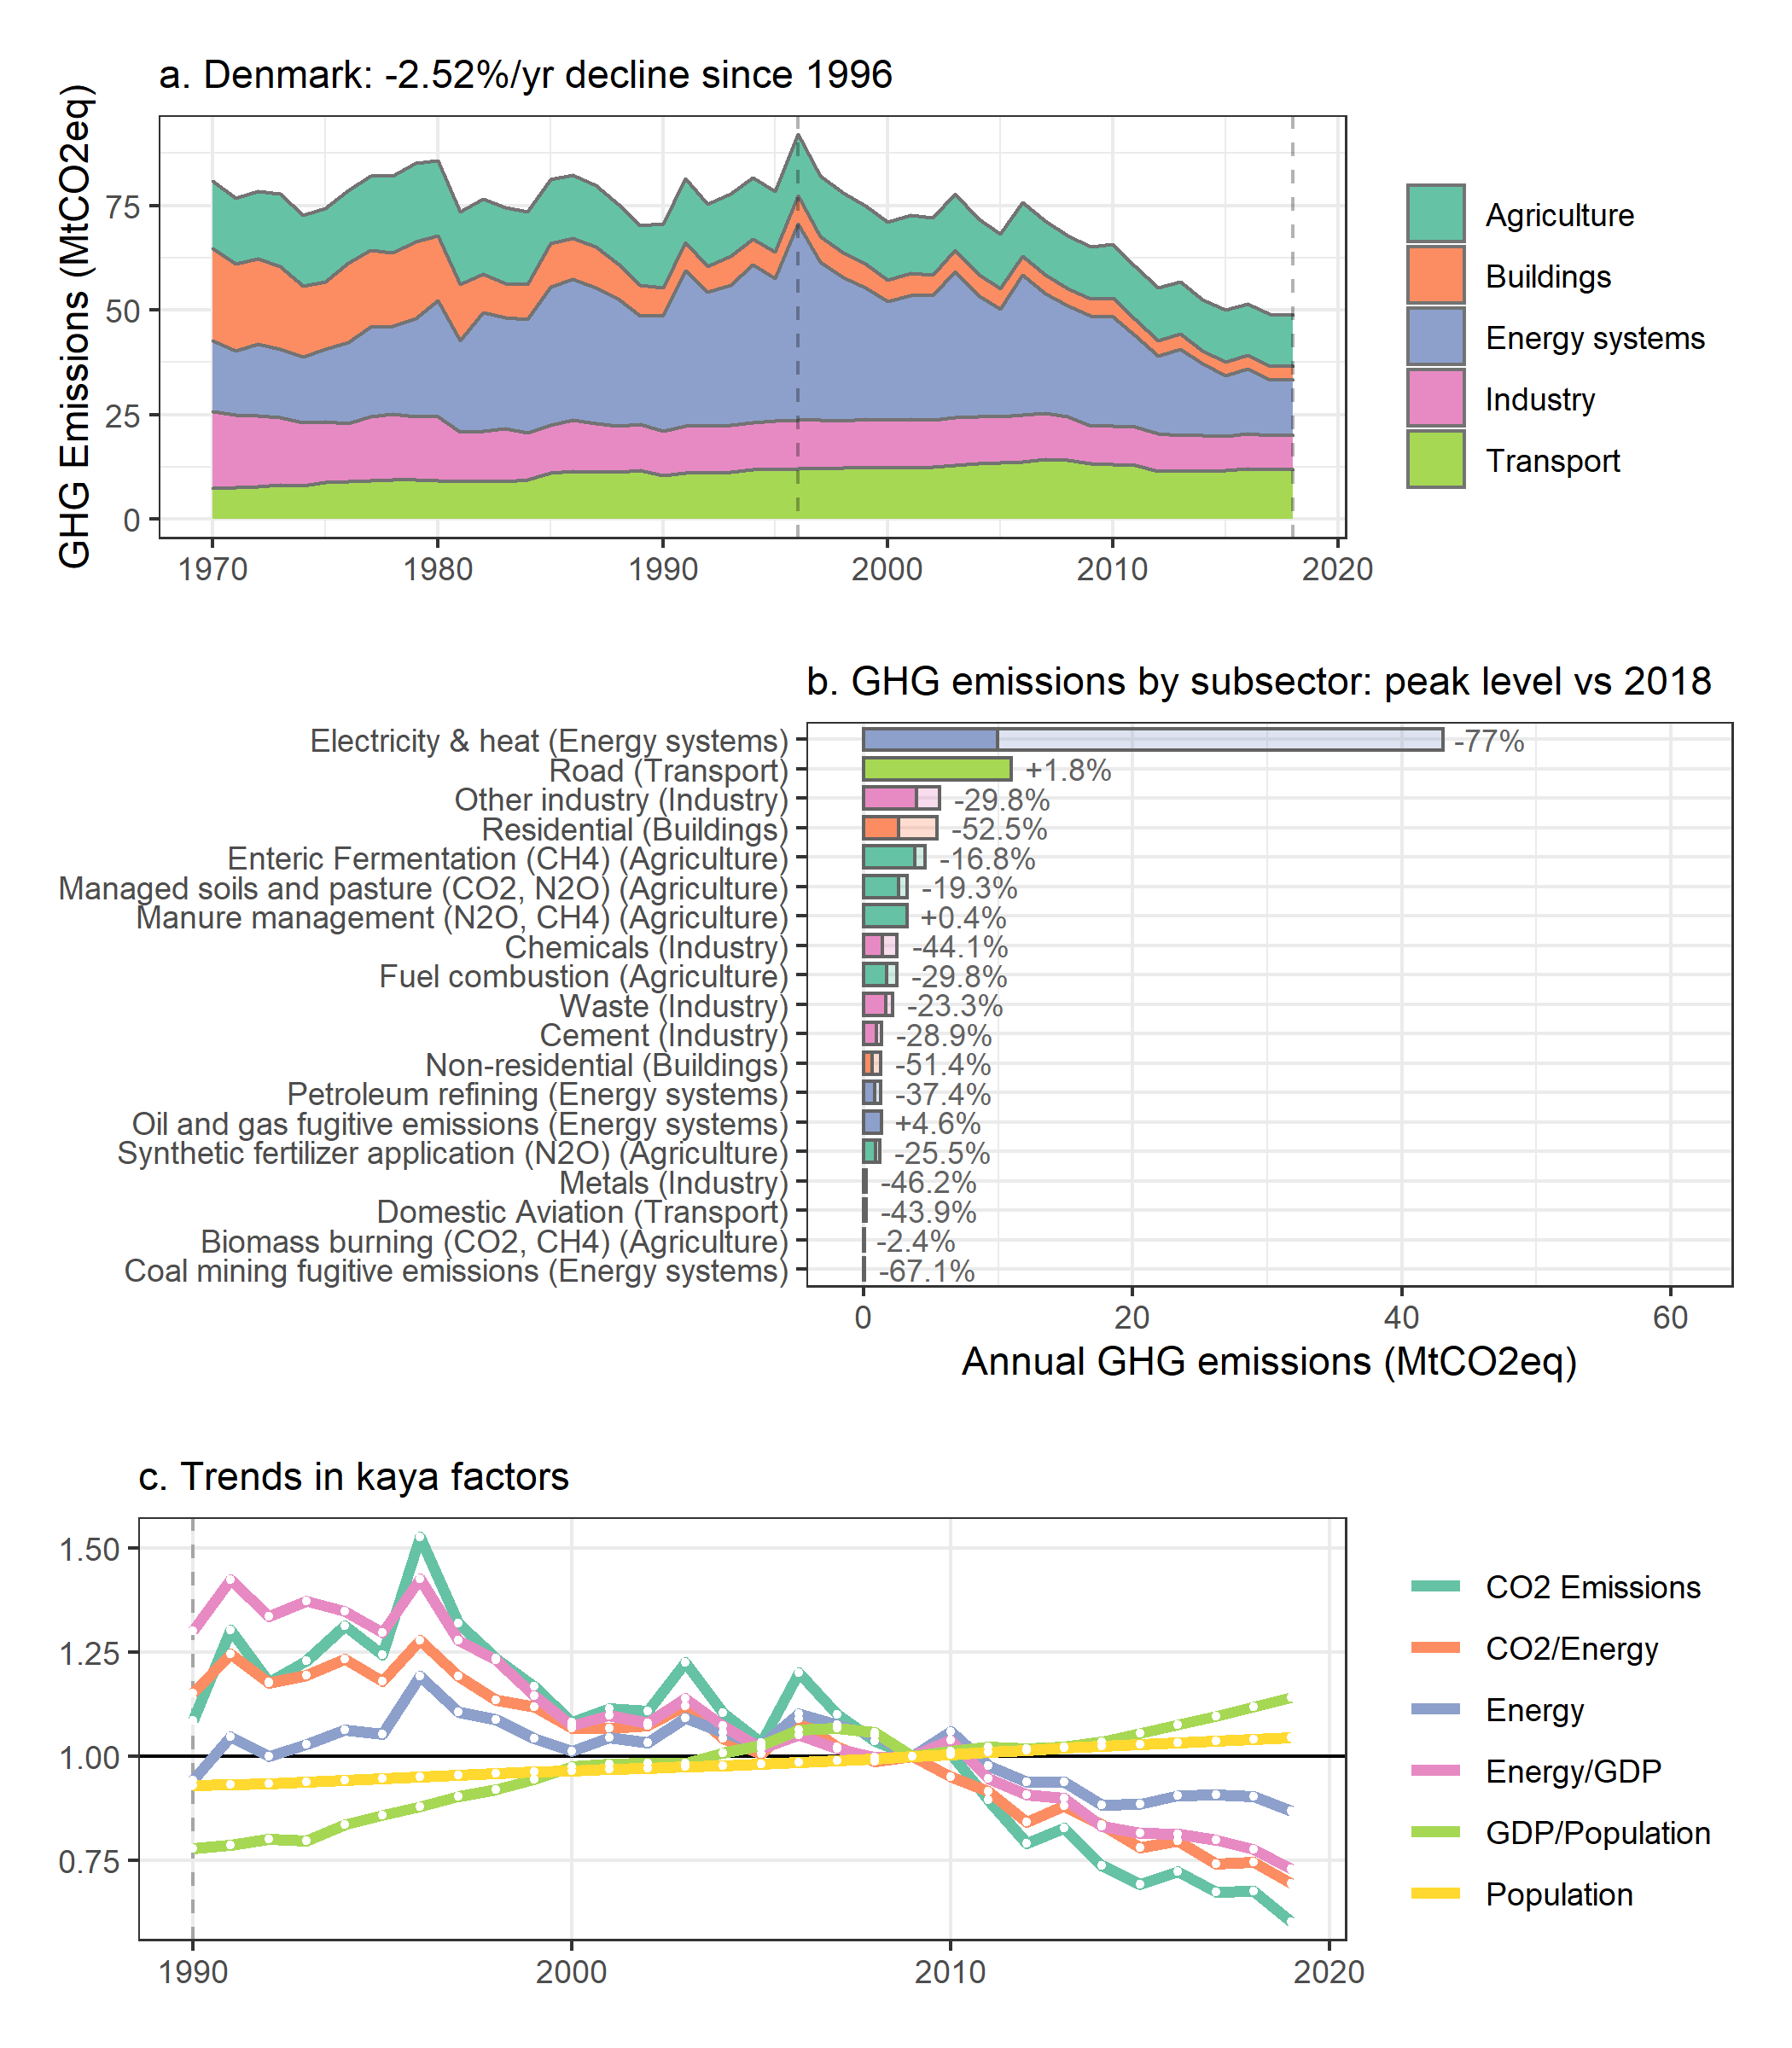 a. Denmark: -2.52%/yr decline since 1996
GHG Emissions (MtCO2eq)
75
50
25
0
1970 1980 1990 2000 2010 2020
Agriculture
Buildings
Energy systems
Industry
Transport
b. GHG emissions by subsector: peak level vs 2018
Electricity & heat (Energy systems) -77%
Road (Transport) +1.8%
Other industry (Industry) -29.8%
Residential (Buildings) -52.5%
Enteric Fermentation (CH4) (Agriculture) -16.8%
Managed soils and pasture (CO2, N2O) (Agriculture) -19.3%
Manure management (N2O, CH4) (Agriculture) +0.4%
Chemicals (Industry) -44.1%
Fuel combustion (Agriculture) -29.8%
Waste (Industry) -23.3%
Cement (Industry) -28.9%
Non-residential (Buildings) -51.4%
Petroleum refining (Energy systems) -37.4%
Oil and gas fugitive emissions (Energy systems) +4.6%
Synthetic fertilizer application (N2O) (Agriculture) -25.5%
Metals (Industry) -46.2%
Domestic Aviation (Transport) -43.9%
Biomass burning (CO2, CH4) (Agriculture) -2.4%
Coal mining fugitive emissions (Energy systems) -67.1%
0 20 40 60
Annual GHG emissions (MtCO2eq)
c. Trends in kaya factors
1.50
1.25
1.00
0.75
1990 2000 2010 2020
CO2 Emissions
CO2/Energy
Energy
Energy/GDP
GDP/Population
Population